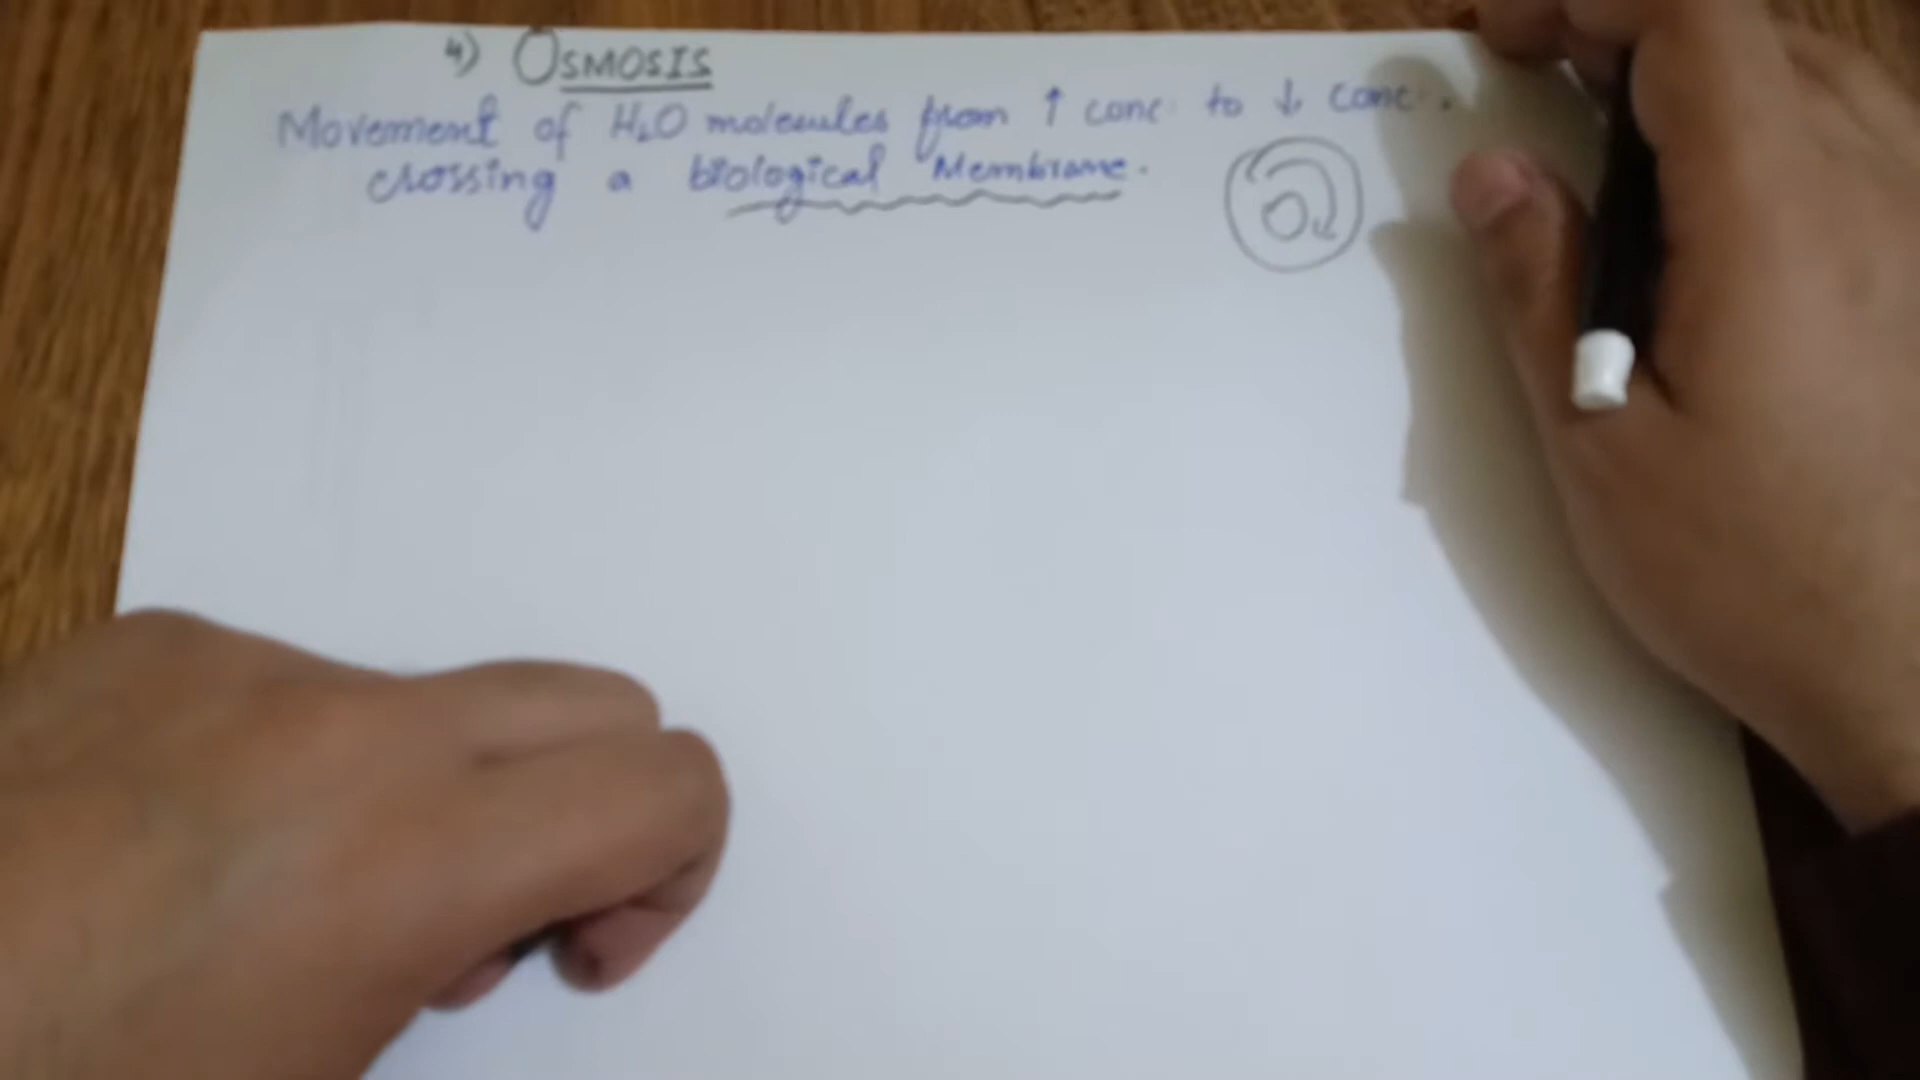 4) OSMOSIS
Movement of H2O molecules from ↑ conc. to ↓ conc.
crossing a biological Membrane.